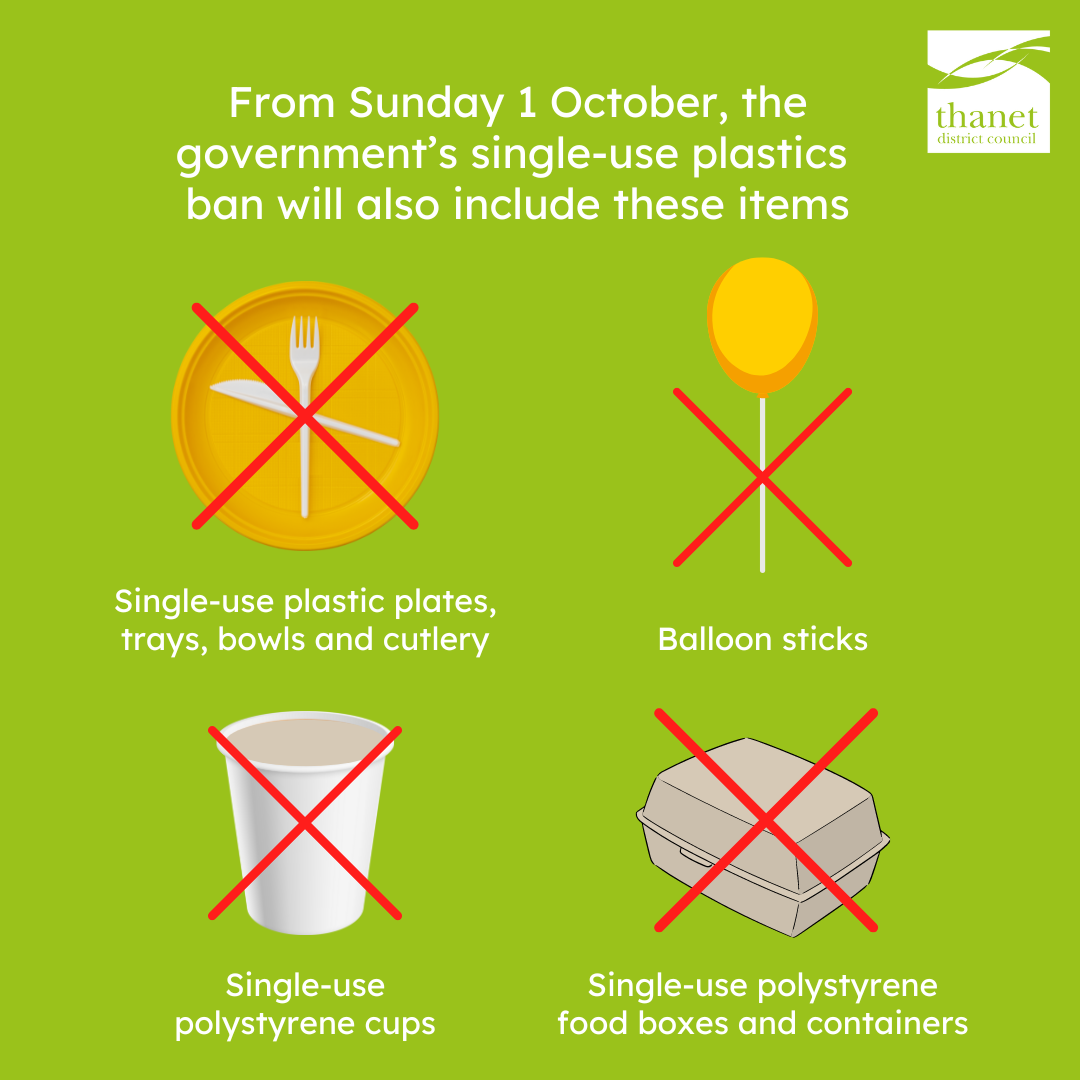 From Sunday 1 October, the
government’s single-use plastics
ban will also include these items
thanet
district council
Single-use plastic plates,
trays, bowls and cutlery
Balloon sticks
Single-use
polystyrene cups
Single-use polystyrene
food boxes and containers